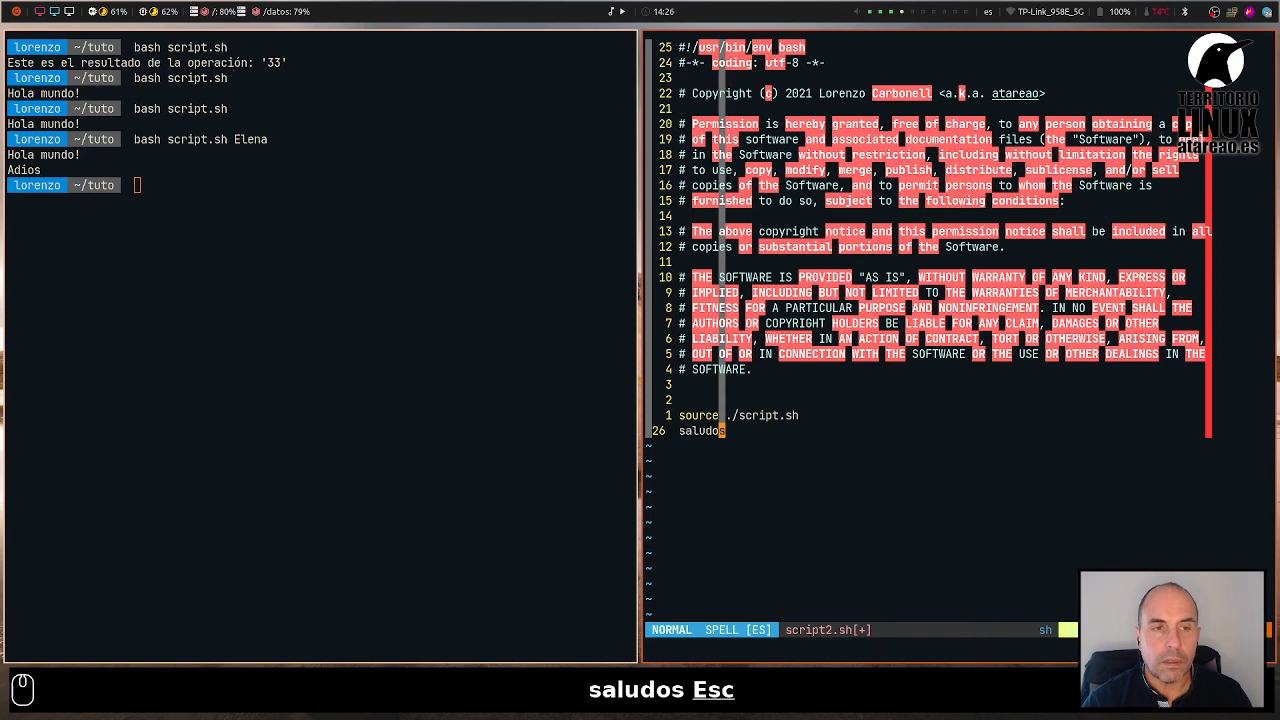 61% 62% /: 80% /datos: 79%
14:26
es TP-Link_958E_5G 100% 74°C
lorenzo ~/tuto bash script.sh
Este es el resultado de la operación: '33'
lorenzo ~/tuto bash script.sh
Hola mundo!
lorenzo ~/tuto bash script.sh
Hola mundo!
lorenzo ~/tuto bash script.sh Elena
Hola mundo!
Adios
lorenzo ~/tuto
25 #!/usr/bin/env bash
24 #-*- coding: utf-8 -*-
23
22 # Copyright (c) 2021 Lorenzo Carbonell <a.k.a. atareao>
21
20 # Permission is hereby granted, free of charge, to any person obtaining a
19 # of this software and associated documentation files (the "Software"), to
18 # in the Software without restriction, including without limitation the rights
17 # to use, copy, modify, merge, publish, distribute, sublicense, and/or sell
16 # copies of the Software, and to permit persons to whom the Software is
15 # furnished to do so, subject to the following conditions:
14
13 # The above copyright notice and this permission notice shall be included in all
12 # copies or substantial portions of the Software.
11
10 # THE SOFTWARE IS PROVIDED "AS IS", WITHOUT WARRANTY OF ANY KIND, EXPRESS OR
9 # IMPLIED, INCLUDING BUT NOT LIMITED TO THE WARRANTIES OF MERCHANTABILITY,
8 # FITNESS FOR A PARTICULAR PURPOSE AND NONINFRINGEMENT. IN NO EVENT SHALL THE
7 # AUTHORS OR COPYRIGHT HOLDERS BE LIABLE FOR ANY CLAIM, DAMAGES OR OTHER
6 # LIABILITY, WHETHER IN AN ACTION OF CONTRACT, TORT OR OTHERWISE, ARISING FROM,
5 # OUT OF OR IN CONNECTION WITH THE SOFTWARE OR THE USE OR OTHER DEALINGS IN THE
4 # SOFTWARE.
3
2
1 source ./script.sh
26 saludos
~
~
~
~
~
~
~
~
~
~
~
~
NORMAL SPELL [ES] script2.sh[+] sh
TERRITORIO
LINUX
atareao.es
saludos Esc